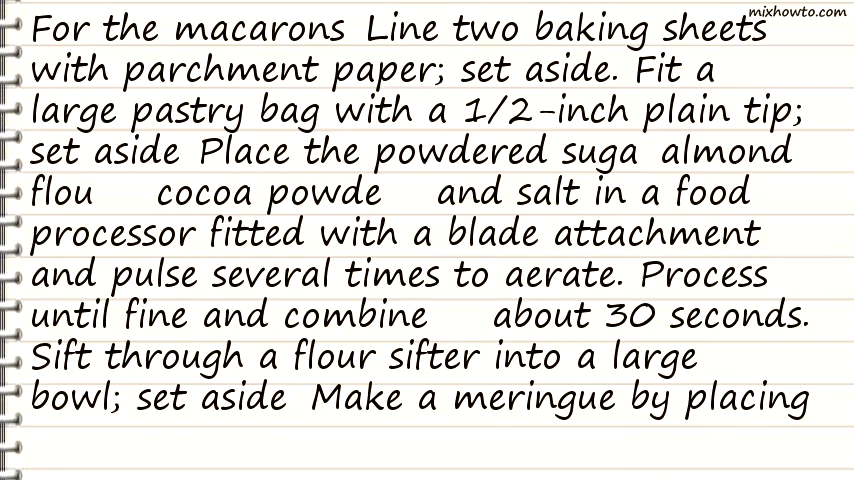 mixhowto.com
For the macarons Line two baking sheets
with parchment paper; set aside. Fit a
large pastry bag with a 1/2-inch plain tip;
set aside Place the powdered suga almond
flou cocoa powde and salt in a food
processor fitted with a blade attachment
and pulse several times to aerate. Process
until fine and combine about 30 seconds.
Sift through a flour sifter into a large
bowl; set aside Make a meringue by placing